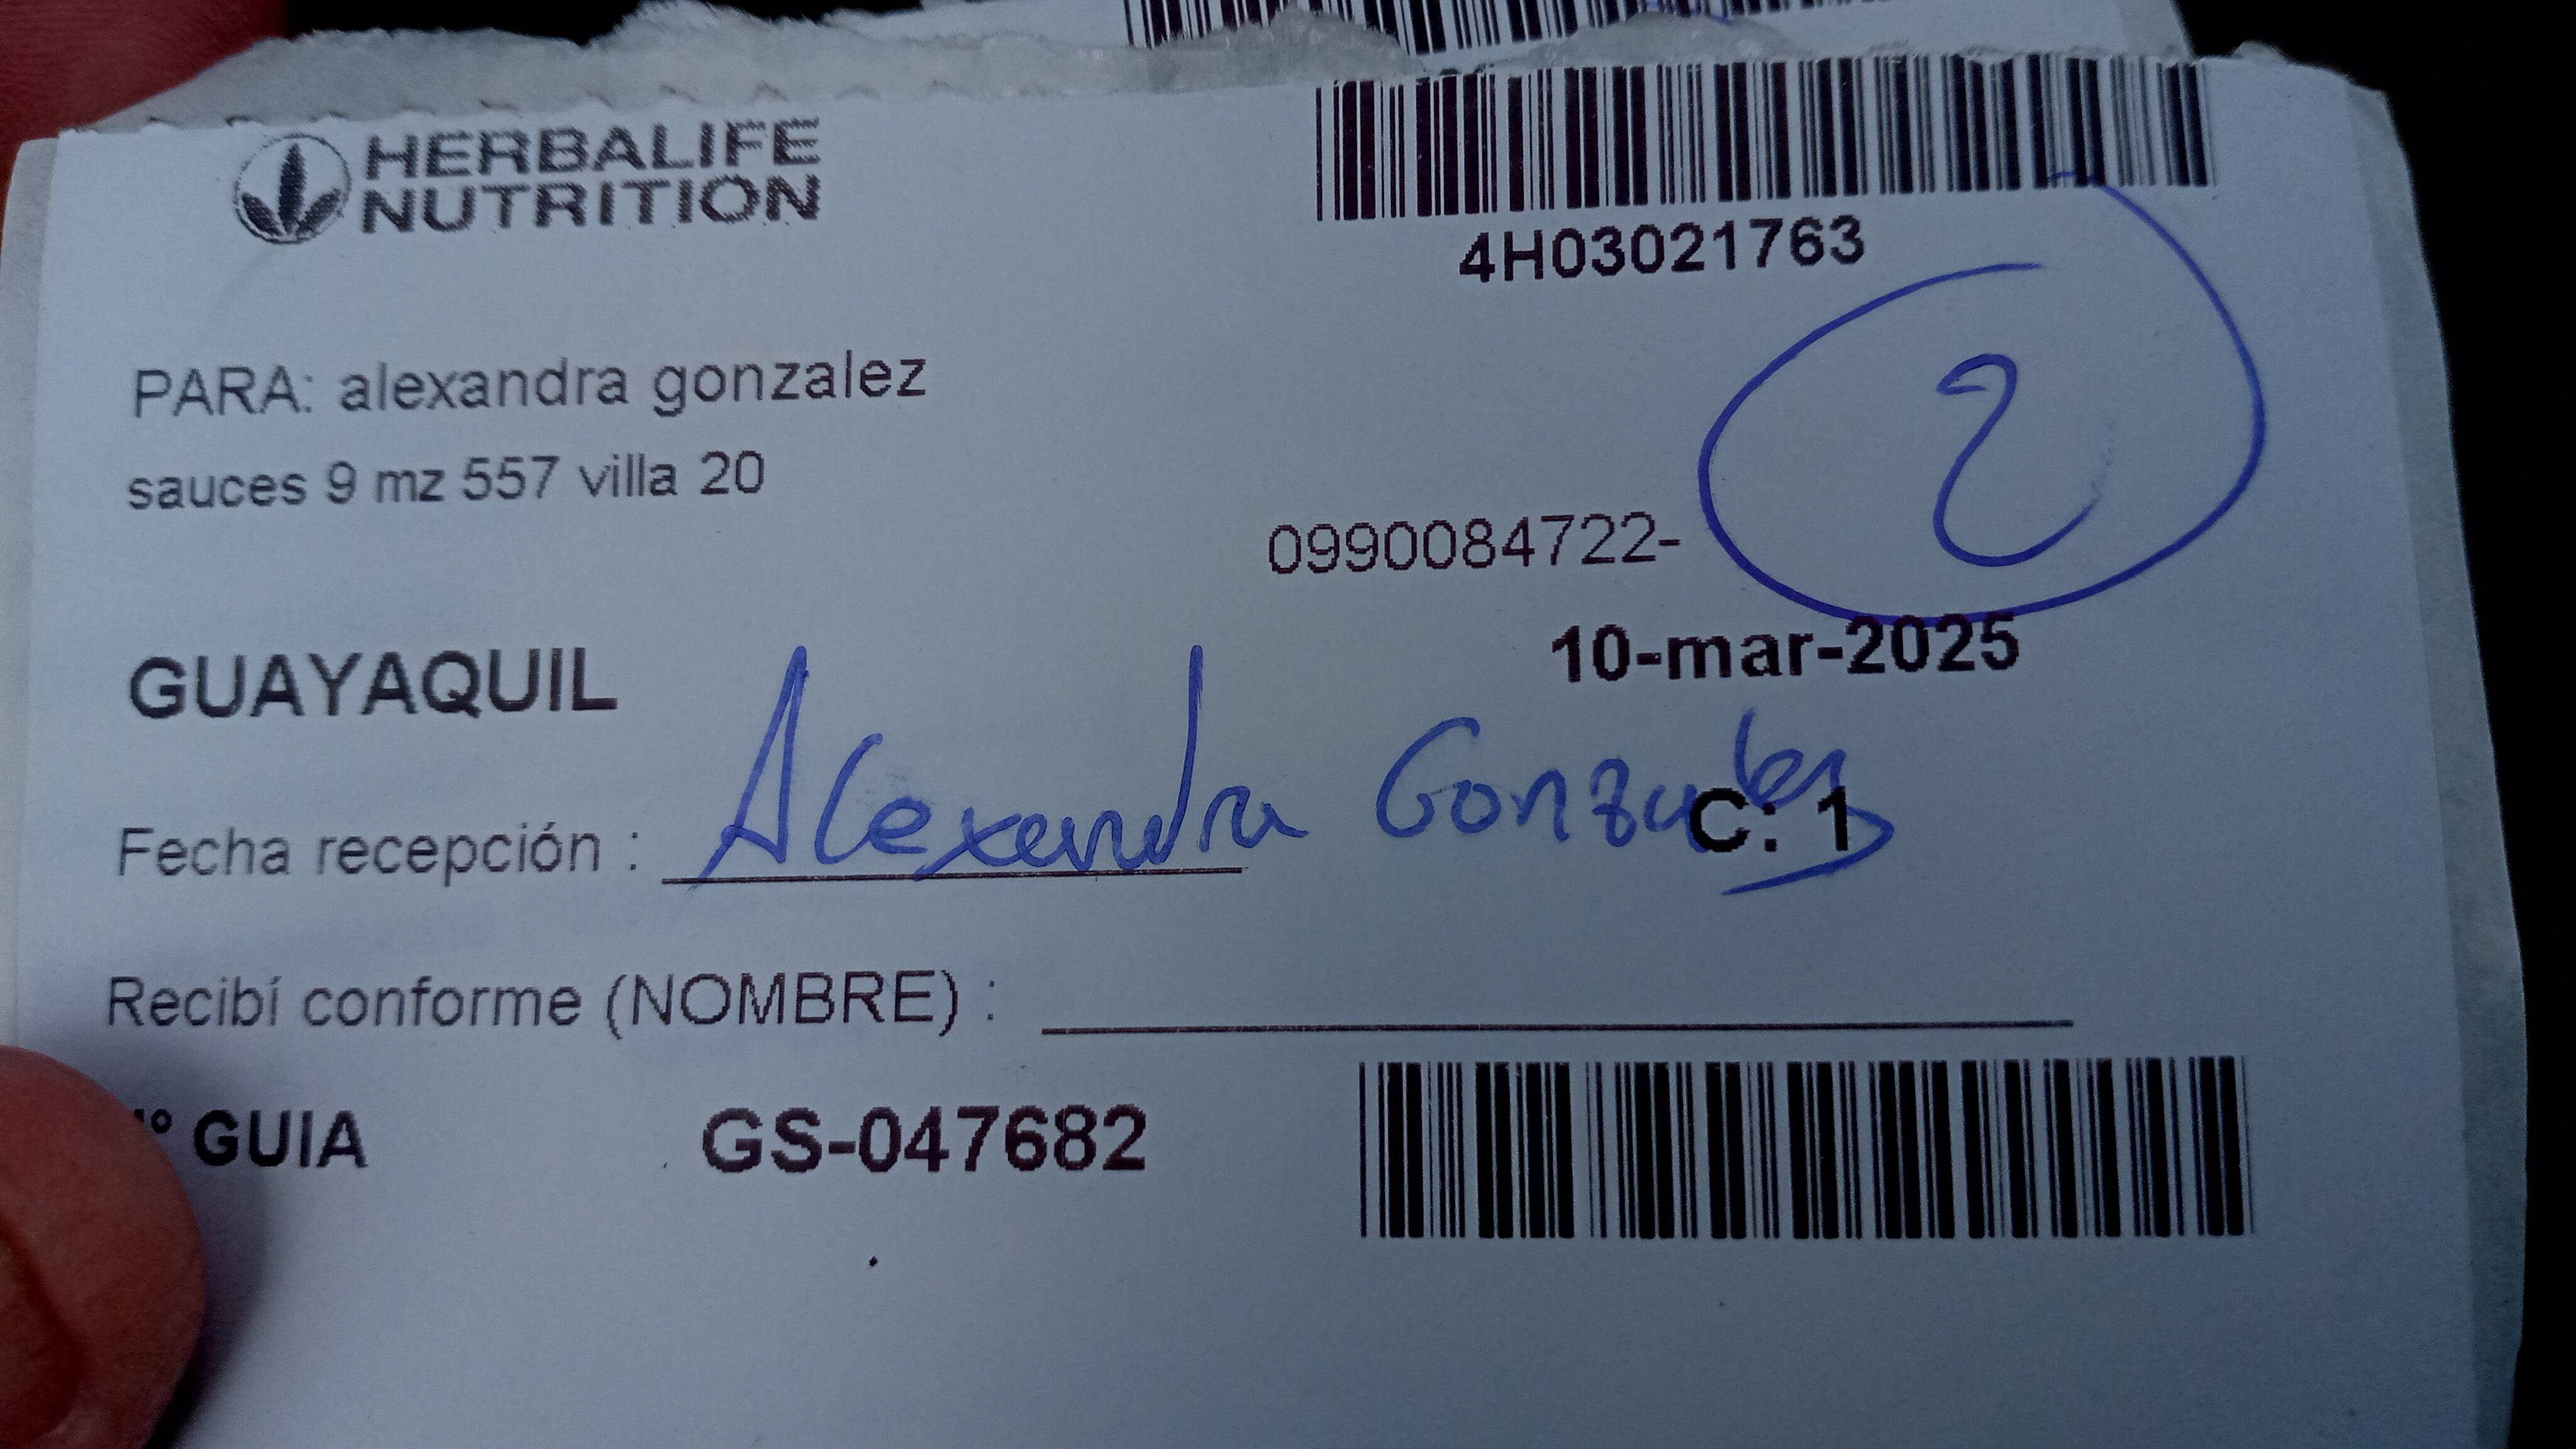 HERBALIFE
NUTRITION
4H03021763
PARA: alexandra gonzalez
2
sauces 9 mz 557 villa 20
0990084722-
10-mar-2025
GUAYAQUIL
Fecha recepción : Alexandra Gonzalez
C: 1
Recibí conforme (NOMBRE) :
º GUIA GS-047682